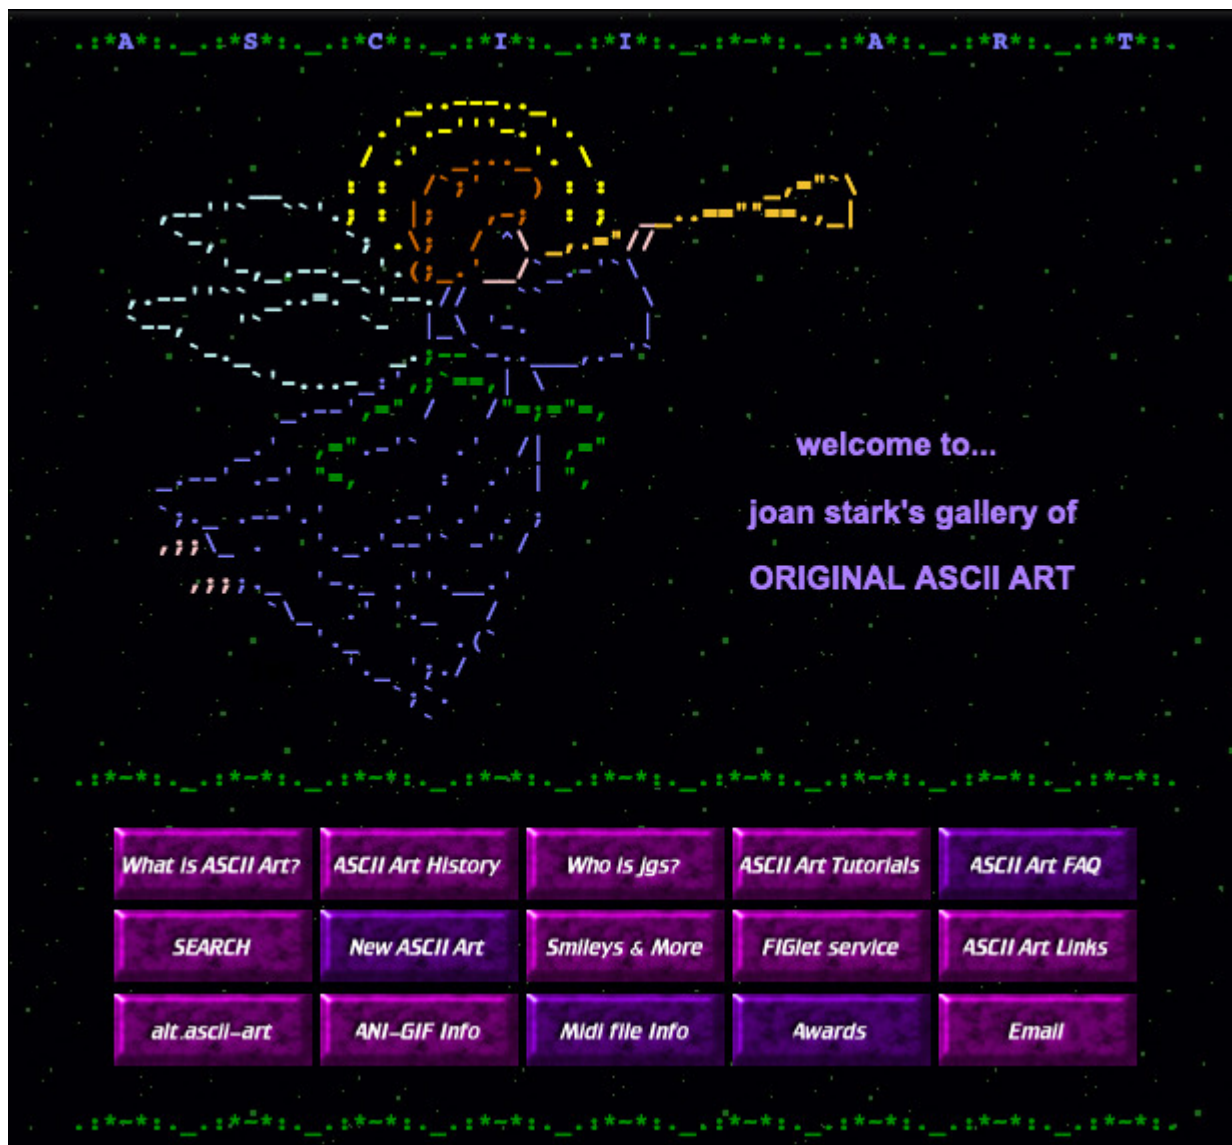 .:*A*:._.:*S*:._.:*C*:._.:*I*:._.:*I*:._.:*~*:._.:*A*:._.:*R*:._.:*T*:.
welcome to...
joan stark's gallery of
ORIGINAL ASCII ART
.:*~*:._.:*~*:._.:*~*:._.:*~*:._.:*~*:._.:*~*:._.:*~*:._.:*~*:._.:*~*:.
What is ASCII Art? ASCII Art History Who is jgs? ASCII Art Tutorials ASCII Art FAQ
SEARCH New ASCII Art Smileys & More FIGlet service ASCII Art Links
alt.ascii-art ANI-GIF Info Midi file Info Awards Email
.:*~*:._.:*~*:._.:*~*:._.:*~*:._.:*~*:._.:*~*:._.:*~*:._.:*~*:._.:*~*:.